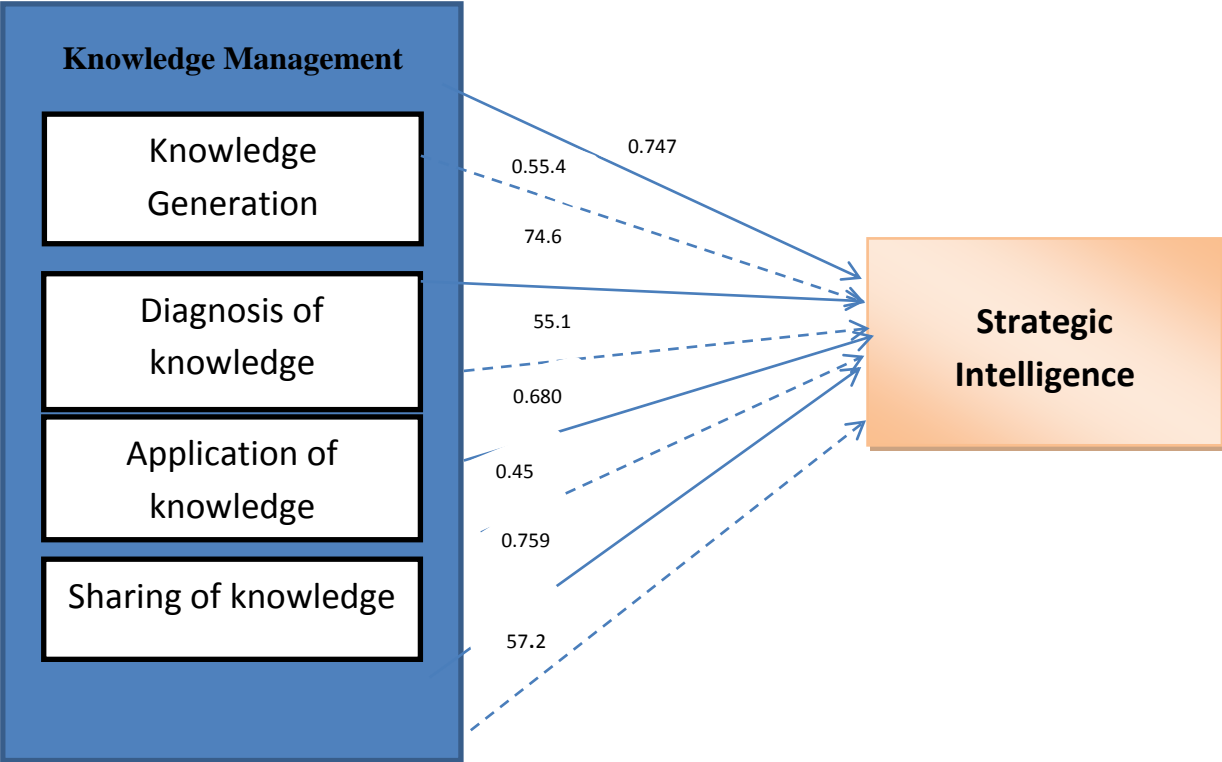 Knowledge Management
Knowledge
Generation
Diagnosis of
knowledge
Application of
knowledge
Sharing of knowledge
0.747
0.55.4
74.6
55.1
0.680
0.45
0.759
57.2
Strategic
Intelligence